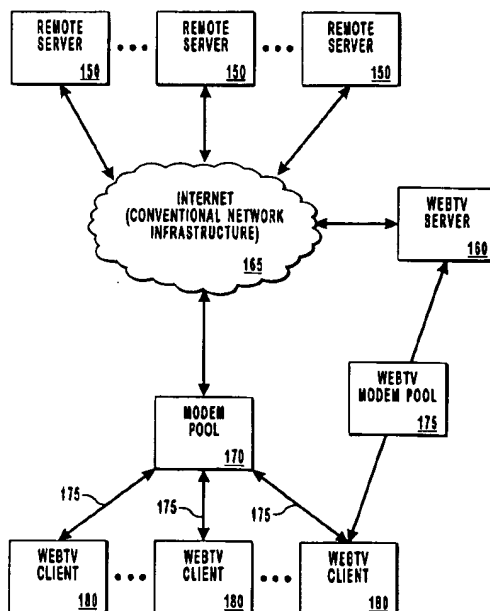 REMOTE
SERVER
150
REMOTE
SERVER
150
REMOTE
SERVER
150
INTERNET
(CONVENTIONAL NETWORK
INFRASTRUCTURE)
165
WEBTV
SERVER
160
WEBTV
MODEM POOL
175
MODEM
POOL
170
175
175
175
WEBTV
CLIENT
180
WEBTV
CLIENT
180
WEBTV
CLIENT
180